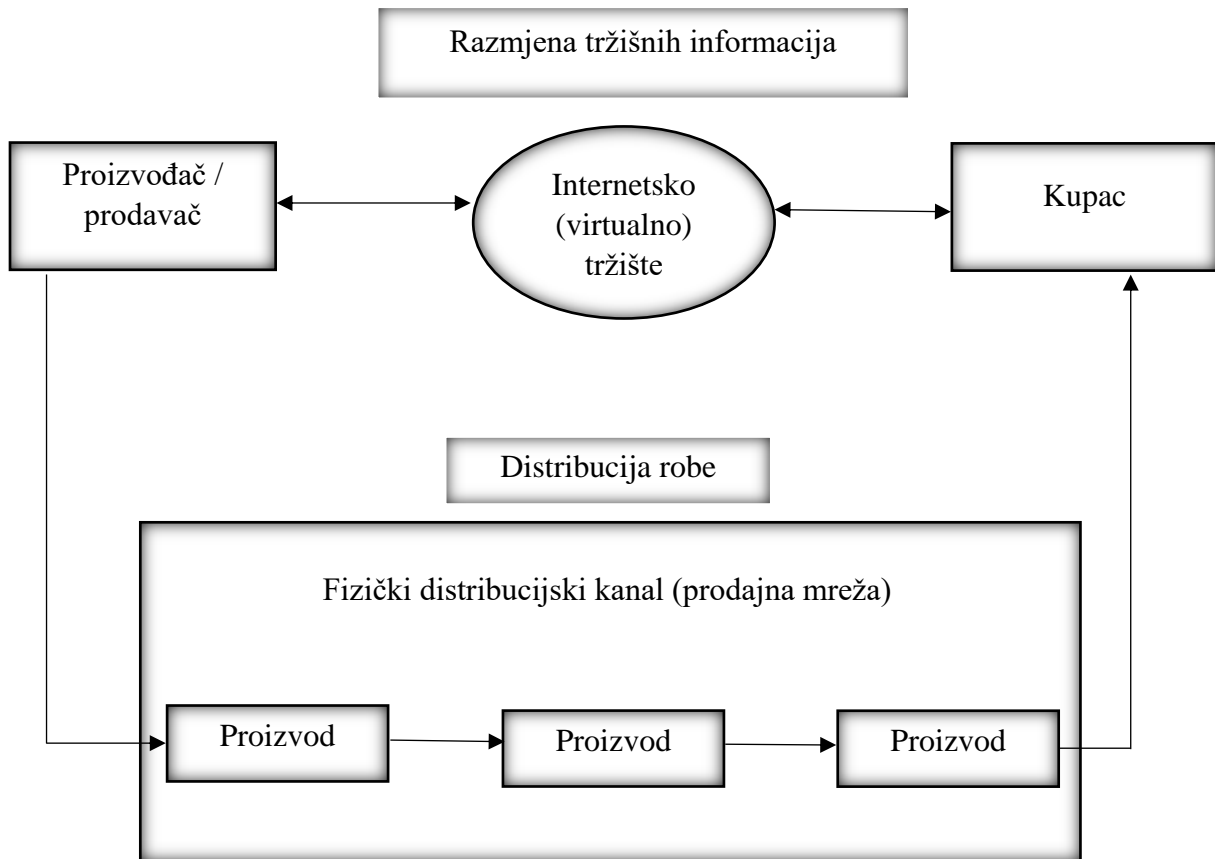 Razmjena tržišnih informacija
Proizvođač /
prodavač
Internetsko
(virtualno)
tržište
Kupac
Distribucija robe
Fizički distribucijski kanal (prodajna mreža)
Proizvod
Proizvod
Proizvod